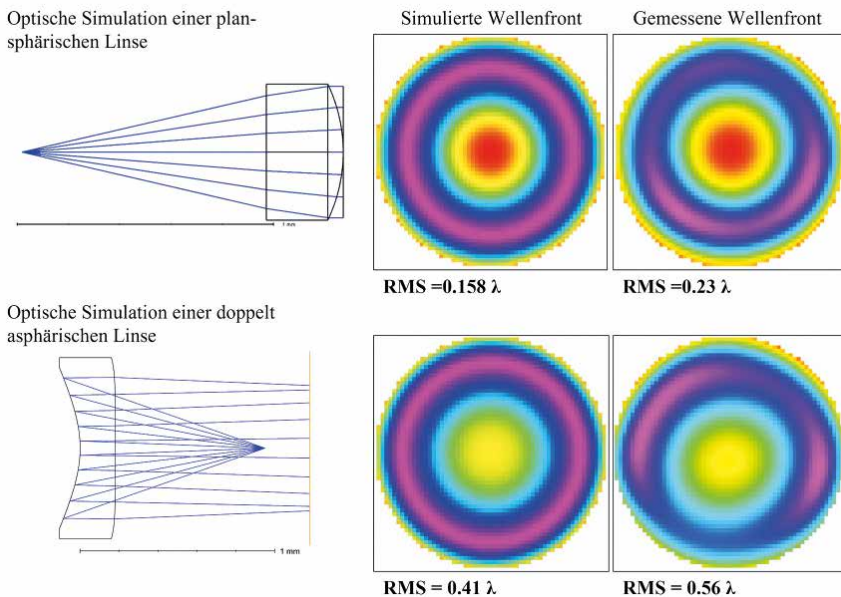 Optische Simulation einer plan-
sphärischen Linse
Simulierte Wellenfront
Gemessene Wellenfront
1 mm
RMS =0.158 λ
RMS =0.23 λ
Optische Simulation einer doppelt
asphärischen Linse
1 mm
RMS = 0.41 λ
RMS = 0.56 λ